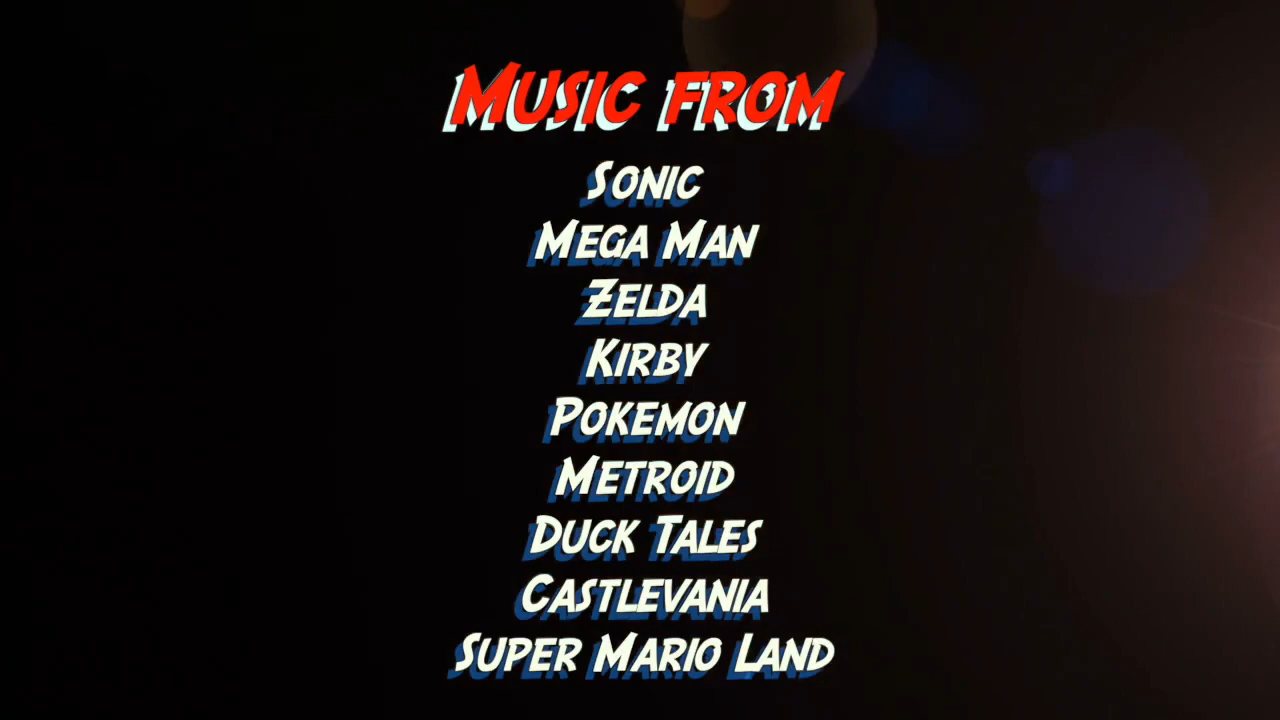 Music from
Sonic
Mega Man
Zelda
Kirby
Pokemon
Metroid
Duck Tales
Castlevania
Super Mario Land